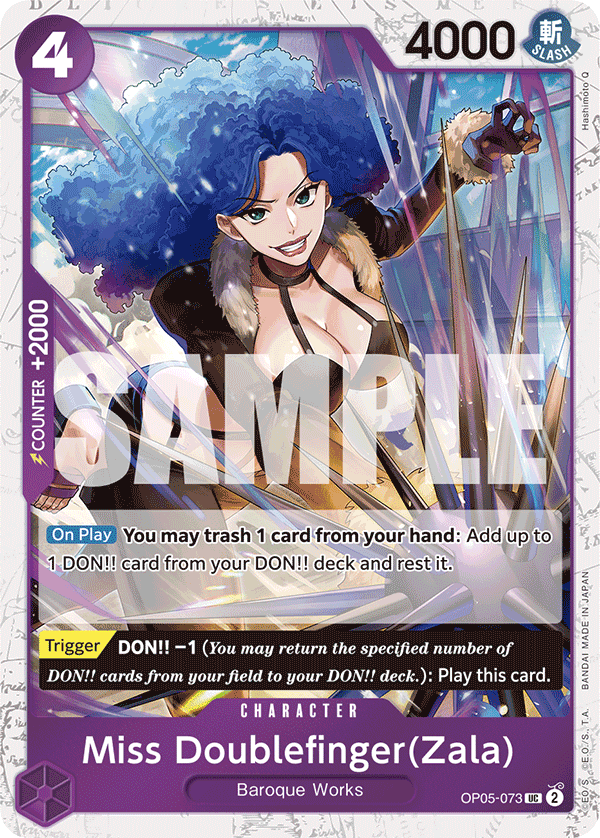 4
4000
斬
SLASH
Hashimoto Q
COUNTER +2000
SAMPLE
On Play You may trash 1 card from your hand: Add up to
1 DON!! card from your DON!! deck and rest it.
Trigger DON!! −1 (You may return the specified number of
DON!! cards from your field to your DON!! deck.): Play this card.
BANDAI MADE IN JAPAN
©E.O./S. ©E.O./S.,T.A.
CHARACTER
Miss Doublefinger(Zala)
Baroque Works
OP05-073 UC 2